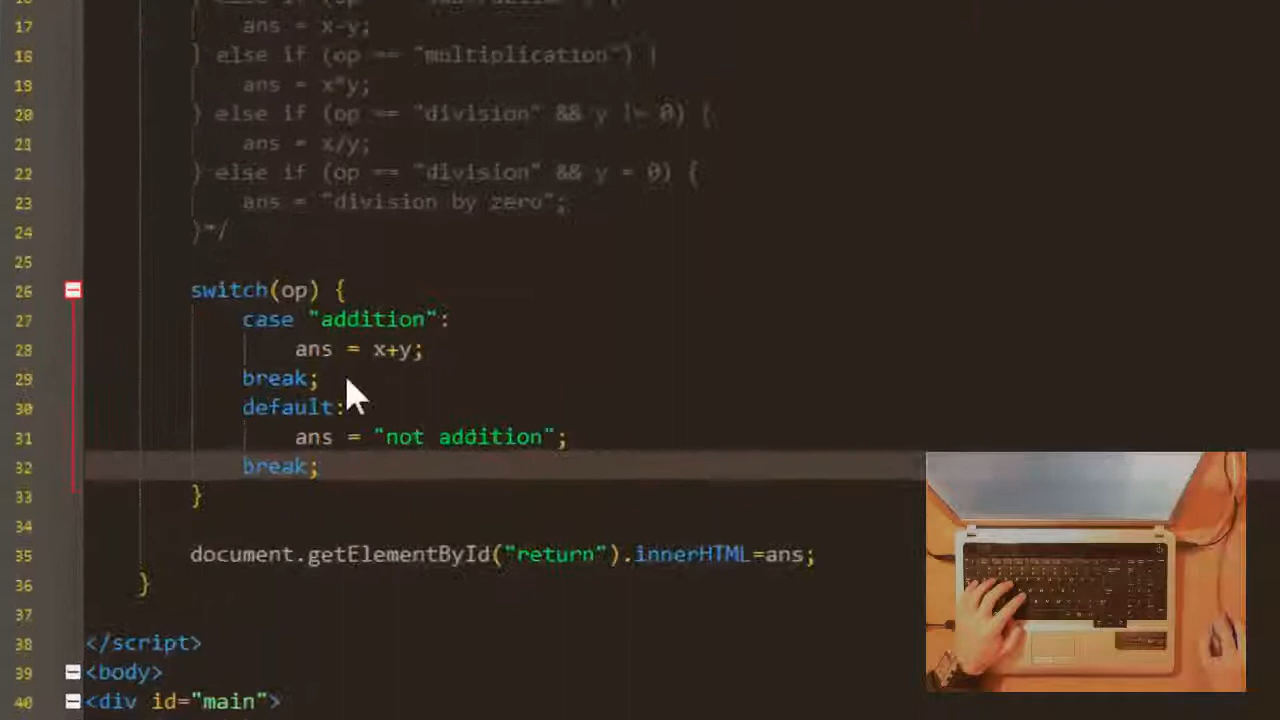 17 ans = x-y;
18 } else if (op == "multiplication") {
19 ans = x*y;
20 } else if (op == "division" && y != 0) {
21 ans = x/y;
22 } else if (op == "division" && y = 0) {
23 ans = "division by zero";
24 }*/
25
26 switch(op) {
27 case "addition":
28 ans = x+y;
29 break;
30 default:
31 ans = "not addition";
32 break;
33 }
34
35 document.getElementById("return").innerHTML=ans;
36 }
37
38 </script>
39 <body>
40 <div id="main">